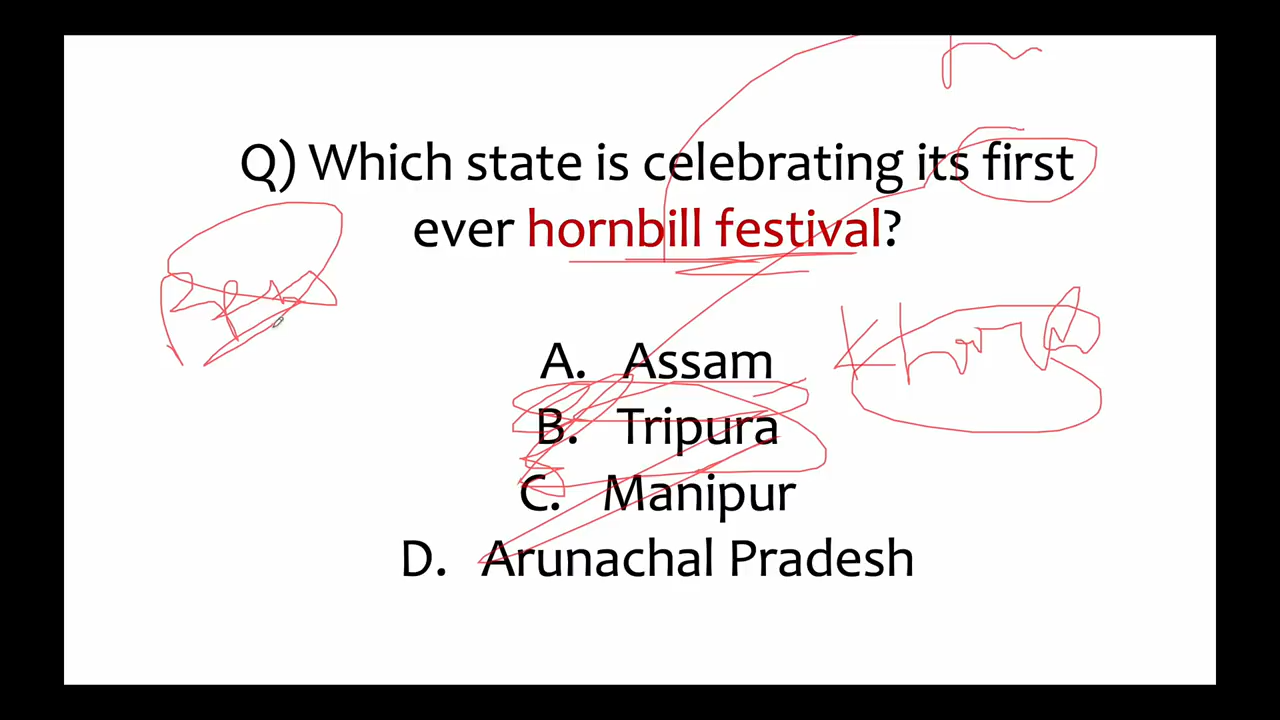 Q) Which state is celebrating its first
ever hornbill festival?
A. Assam
B. Tripura
C. Manipur
D. Arunachal Pradesh